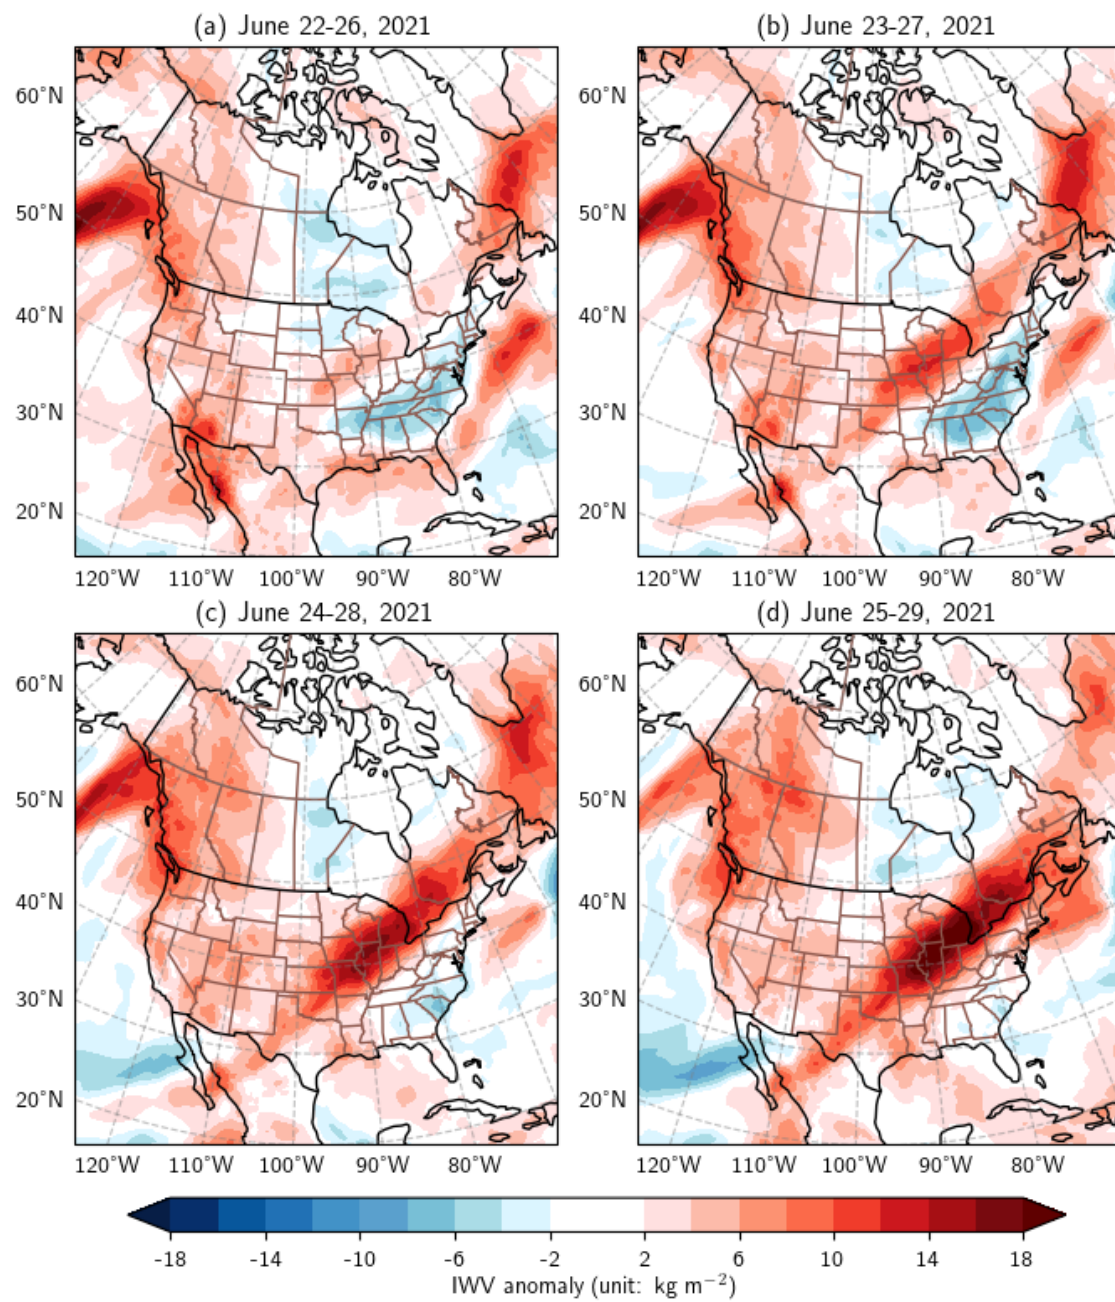 (a) June 22-26, 2021
(b) June 23-27, 2021
60°N
50°N
40°N
30°N
20°N
120°W 110°W 100°W 90°W 80°W
60°N
50°N
40°N
30°N
20°N
120°W 110°W 100°W 90°W 80°W
(c) June 24-28, 2021
(d) June 25-29, 2021
60°N
50°N
40°N
30°N
20°N
120°W 110°W 100°W 90°W 80°W
60°N
50°N
40°N
30°N
20°N
120°W 110°W 100°W 90°W 80°W
-18 -14 -10 -6 -2 2 6 10 14 18
IWV anomaly (unit: kg m⁻²)